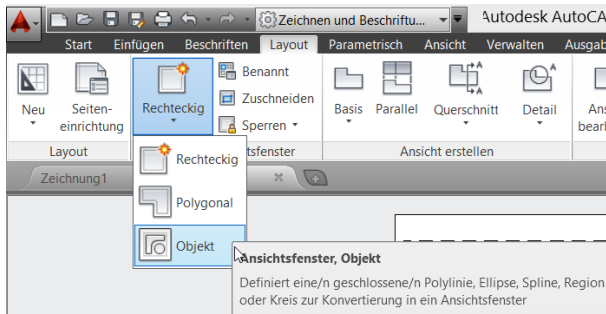 Zeichnen und Beschriftu... Autodesk AutoCA
Start Einfügen Beschriften Layout Parametrisch Ansicht Verwalten Ausgab
Neu Seiten-
einrichtung
Rechteckig
Benannt
Zuschneiden
Sperren
Basis Parallel Querschnitt Detail
Layout
Ansicht erstellen
Zeichnung1
Rechteckig
Polygonal
Objekt
Ansichtsfenster, Objekt
Definiert eine/n geschlossene/n Polylinie, Ellipse, Spline, Region
oder Kreis zur Konvertierung in ein Ansichtsfenster